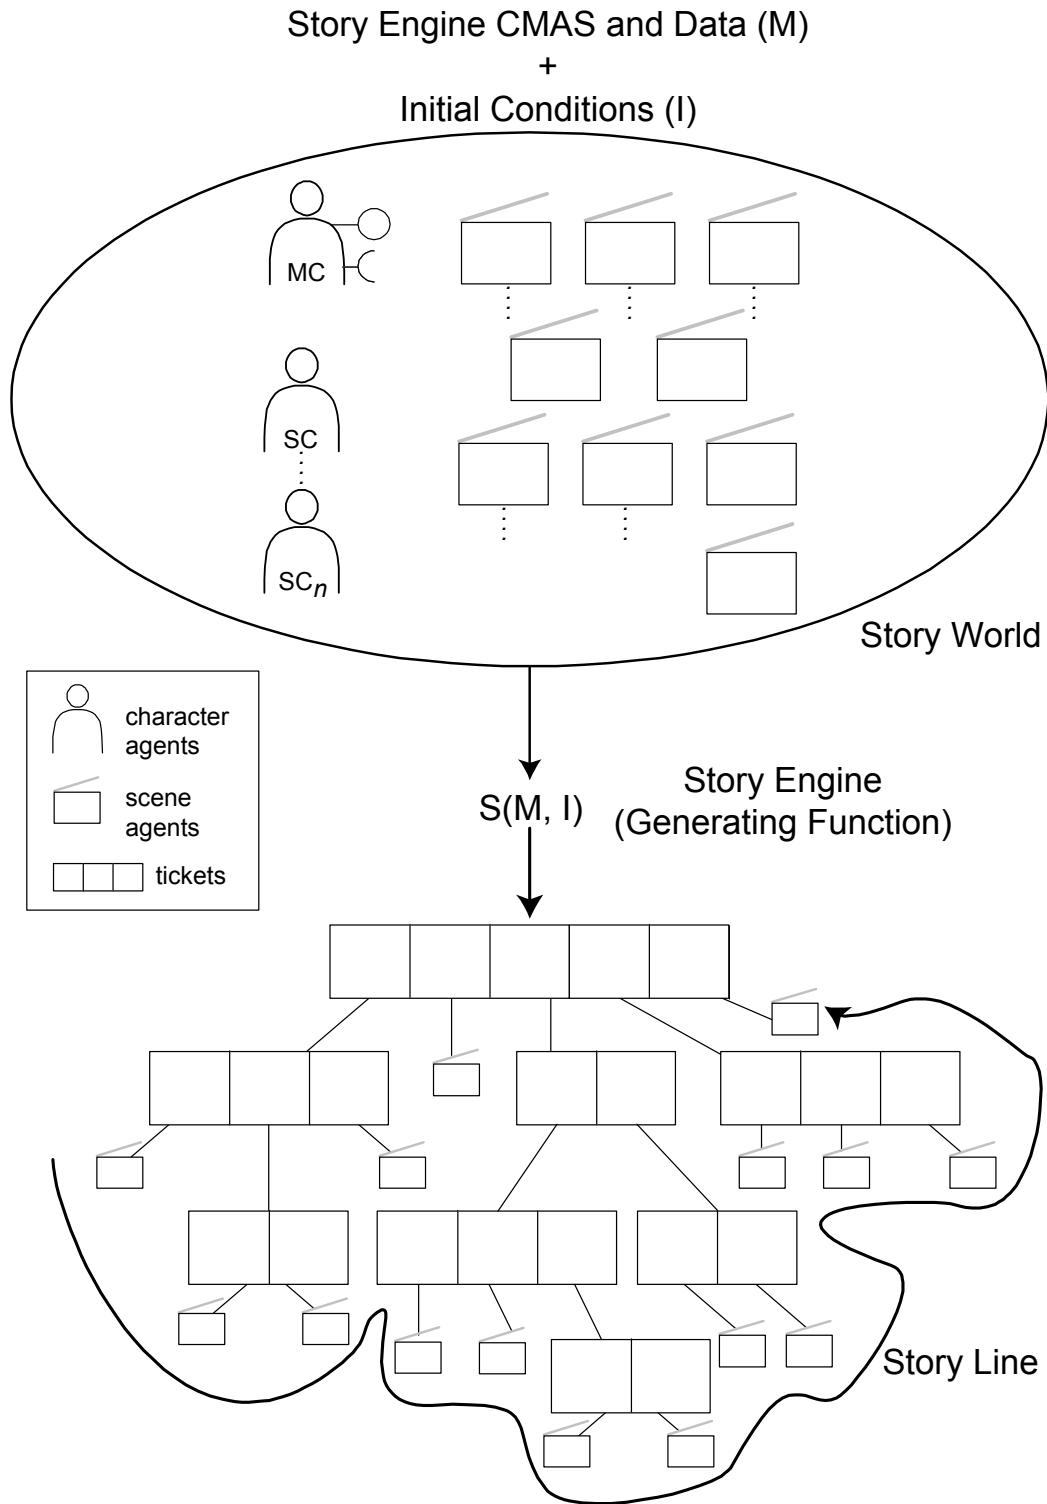 Story Engine CMAS and Data (M)
+
Initial Conditions (I)
MC
SC
SCn
Story World
character
agents
scene
agents
tickets
S(M, I)
Story Engine
(Generating Function)
Story Line